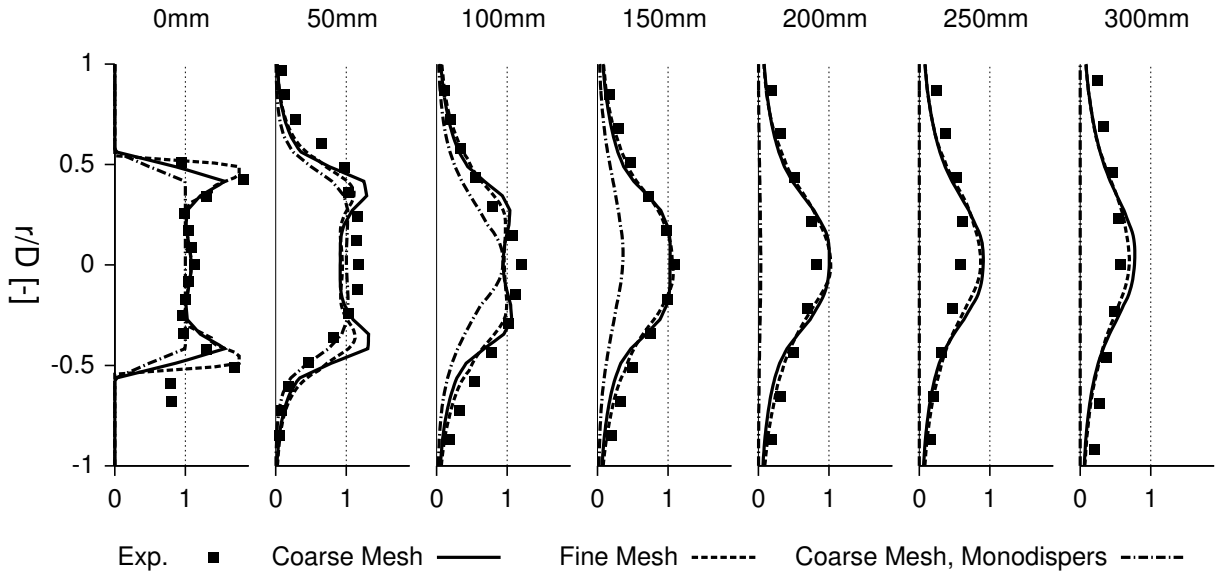 0mm 50mm 100mm 150mm 200mm 250mm 300mm
1
0.5
0
-0.5
-1
r/D [-]
0 1 0 1 0 1 0 1 0 1 0 1 0 1
Exp. Coarse Mesh Fine Mesh Coarse Mesh, Monodispers